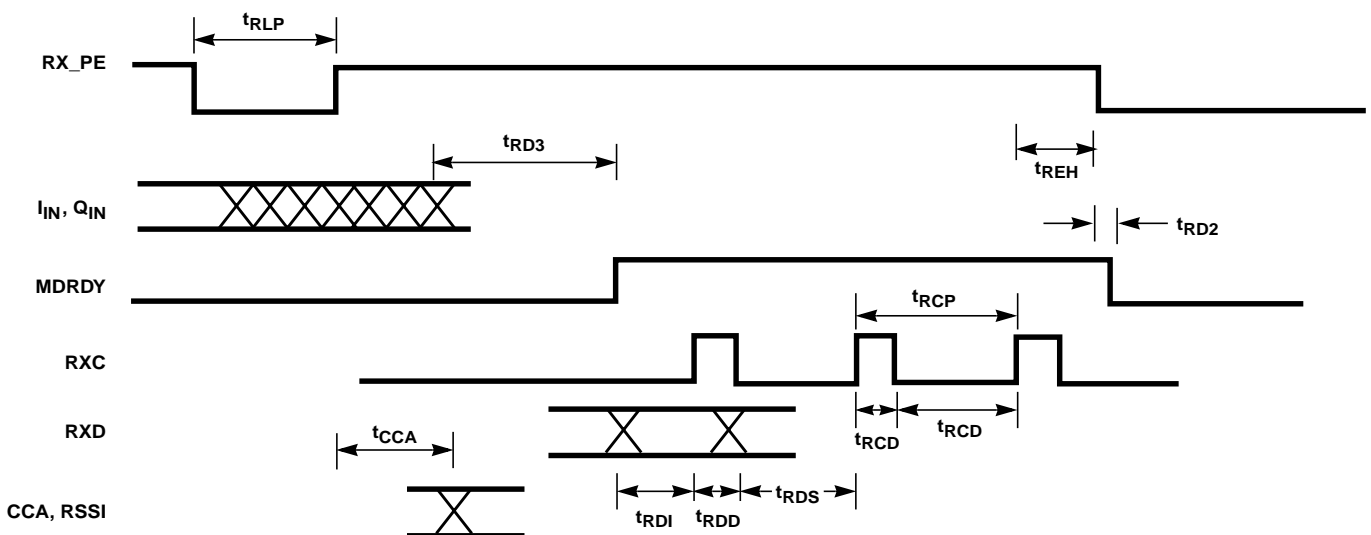 tRLP
RX_PE
tRD3
tREH
IIN, QIN
tRD2
MDRDY
tRCP
RXC
RXD
tRCD
tRCD
tCCA
tRDS
tRDI
tRDD
CCA, RSSI